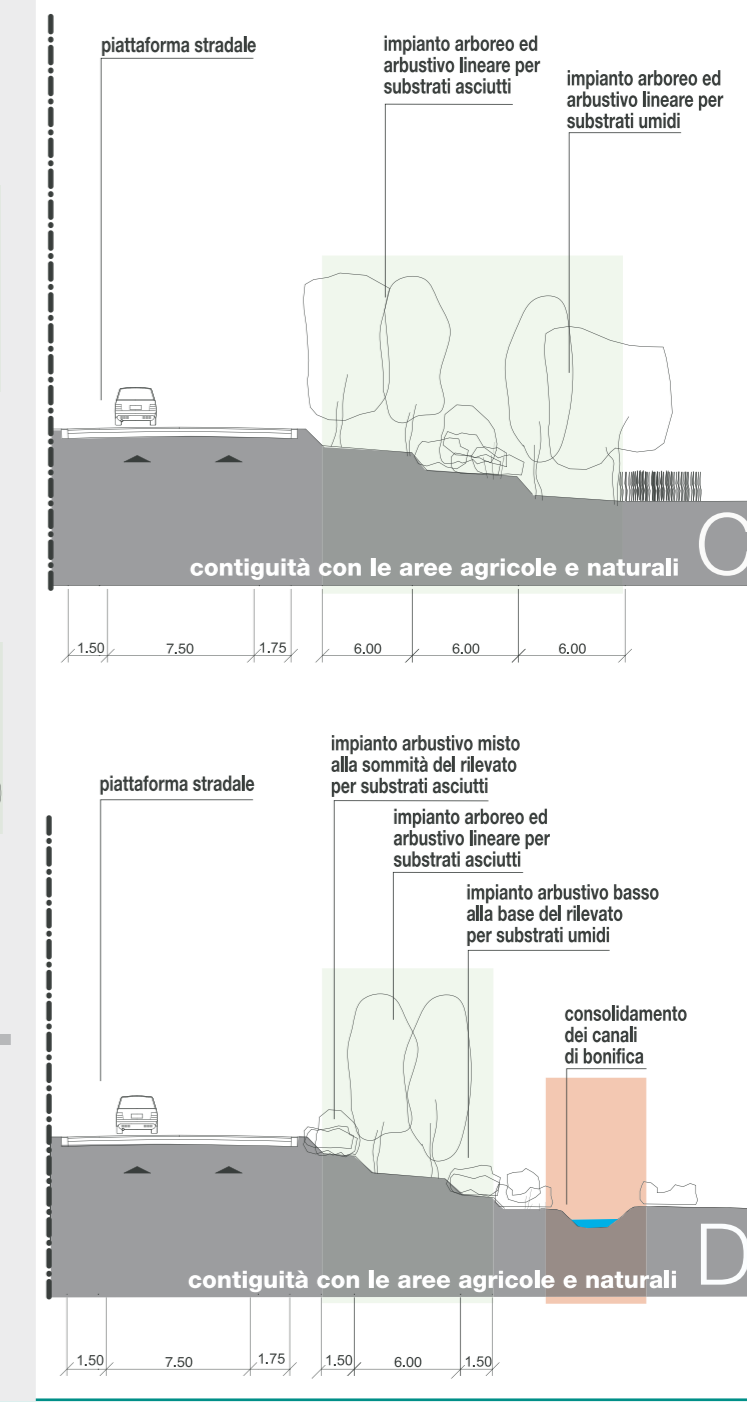 piattaforma stradale
impianto arboreo ed
arbustivo lineare per
substrati asciutti
impianto arboreo ed
arbustivo lineare per
substrati umidi
contiguità con le aree agricole e naturali C
1.50 7.50 1.75 6.00 6.00 6.00
piattaforma stradale
impianto arbustivo misto
alla sommità del rilevato
per substrati asciutti
impianto arboreo ed
arbustivo lineare per
substrati asciutti
impianto arbustivo basso
alla base del rilevato
per substrati umidi
consolidamento
dei canali
di bonifica
contiguità con le aree agricole e naturali D
1.50 7.50 1.75 1.50 6.00 1.50